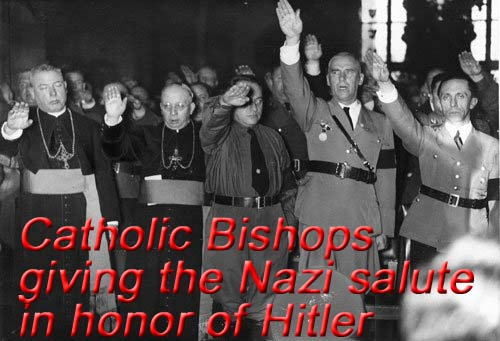 Catholic Bishops
giving the Nazi salute
in honor of Hitler